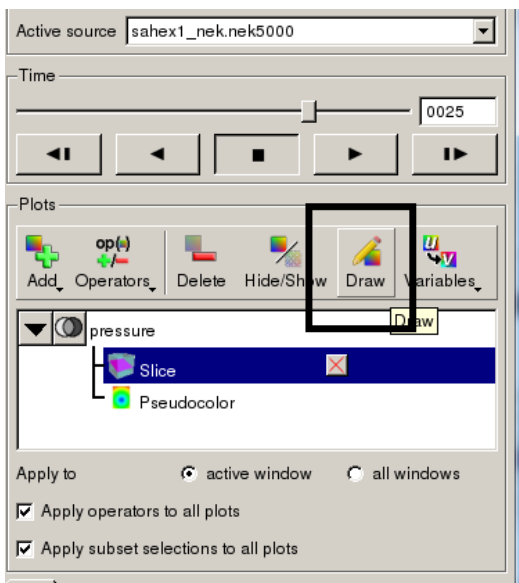 Active source sahex1_nek.nek5000
Time
0025
Plots
op(·)
Add Operators Delete Hide/Show Draw Variables
Draw
pressure
Slice
Pseudocolor
Apply to active window all windows
Apply operators to all plots
Apply subset selections to all plots